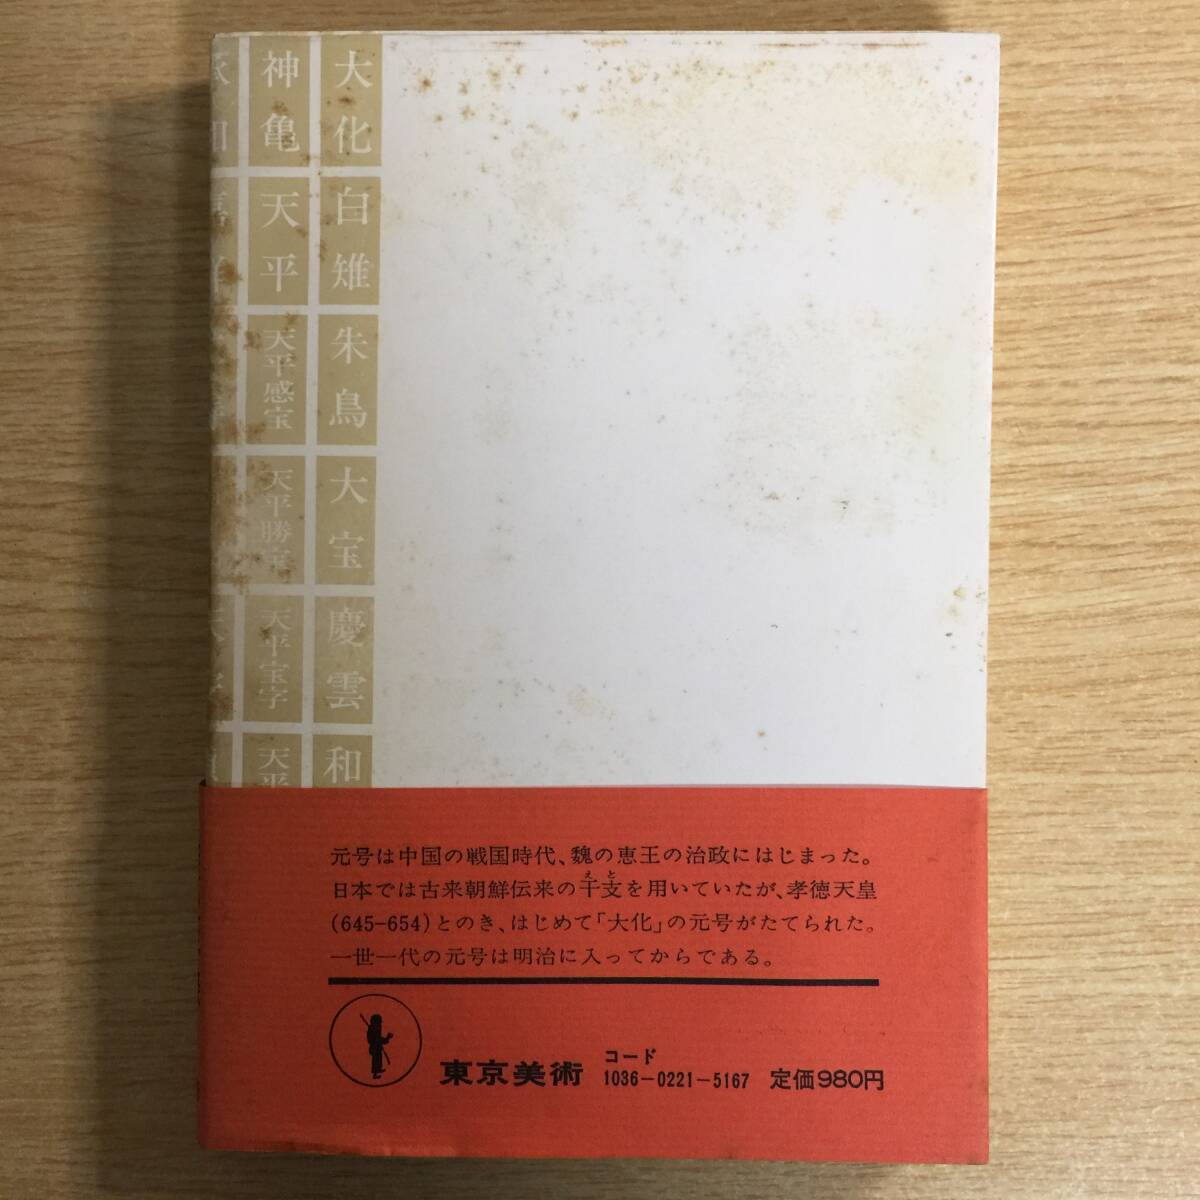 大化
白雉
朱鳥
大宝
慶雲
和
神亀
天平
天平感宝
天平勝宝
天平宝字
天平
元号は中国の戦国時代、魏の恵王の治政にはじまった。
えと
日本では古来朝鮮伝来の干支を用いていたが、孝徳天皇
(645–654)とのき、はじめて「大化」の元号がたてられた。
一世一代の元号は明治に入ってからである。
東京美術
コード
1036-0221-5167
定価980円